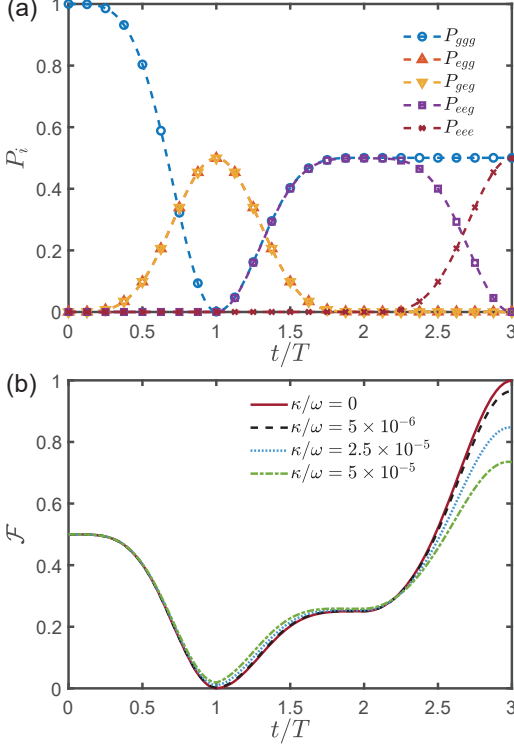 (a)
1
0.8
0.6
0.4
0.2
0
P_i
P_ggg
P_egg
P_geg
P_eeg
P_eee
0 0.5 1 1.5 2 2.5 3
t/T
(b)
1
0.8
0.6
0.4
0.2
0
ℱ
κ/ω = 0
κ/ω = 5 × 10⁻⁶
κ/ω = 2.5 × 10⁻⁵
κ/ω = 5 × 10⁻⁵
0 0.5 1 1.5 2 2.5 3
t/T